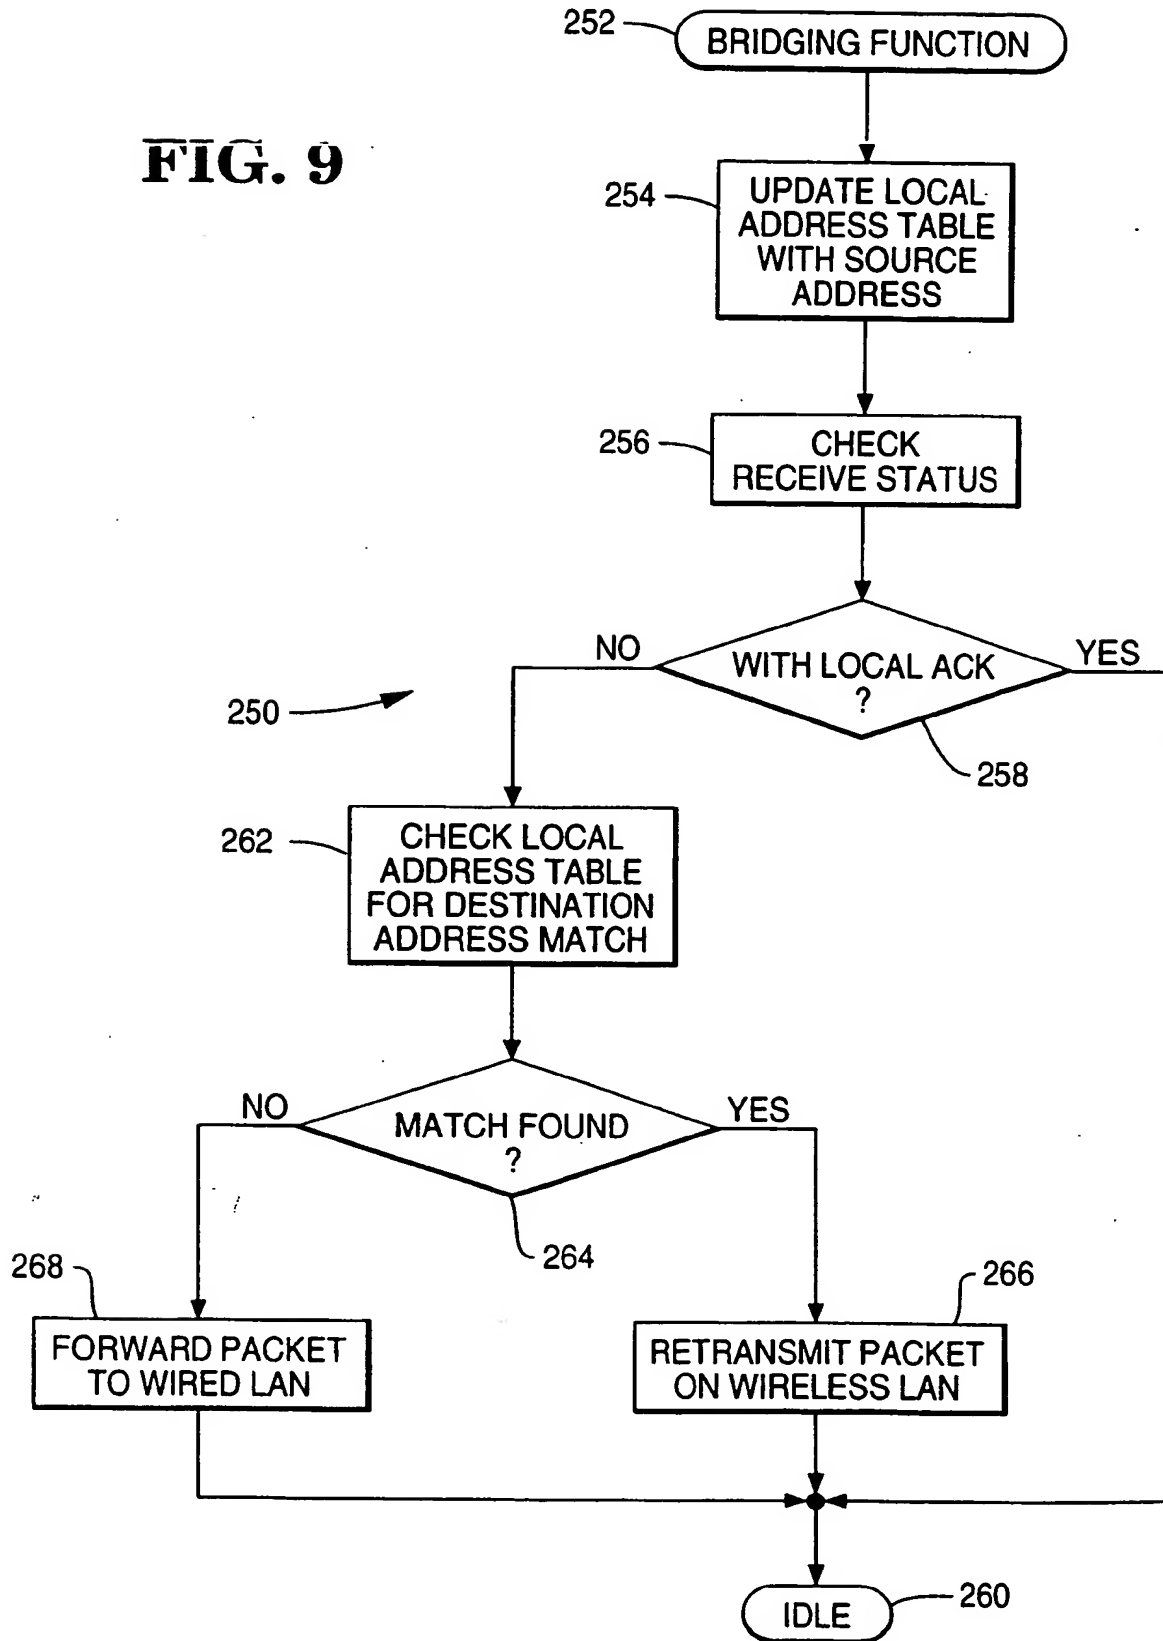 252
BRIDGING FUNCTION
FIG. 9
254
UPDATE LOCAL
ADDRESS TABLE
WITH SOURCE
ADDRESS
256
CHECK
RECEIVE STATUS
NO
WITH LOCAL ACK
?
YES
250
258
262
CHECK LOCAL
ADDRESS TABLE
FOR DESTINATION
ADDRESS MATCH
NO
MATCH FOUND
?
YES
264
268
FORWARD PACKET
TO WIRED LAN
266
RETRANSMIT PACKET
ON WIRELESS LAN
IDLE
260